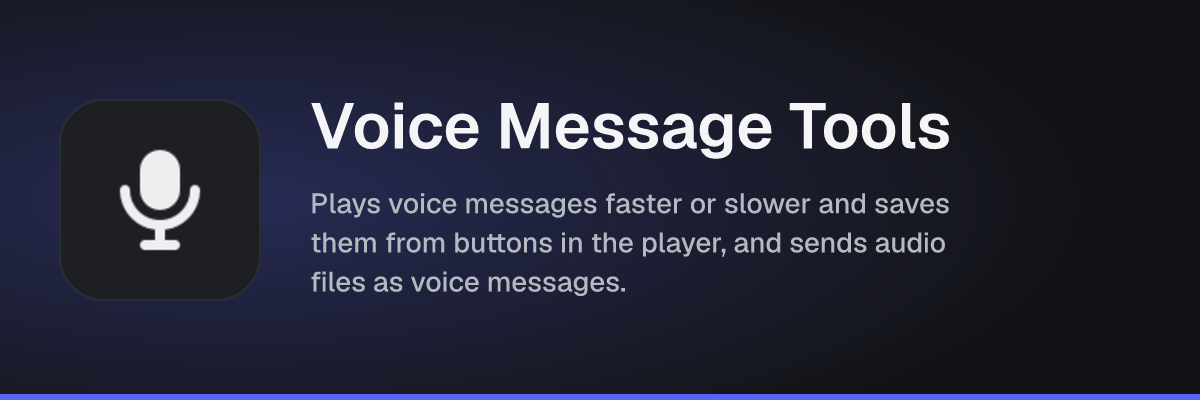 Voice Message Tools
Plays voice messages faster or slower and saves
them from buttons in the player, and sends audio
files as voice messages.